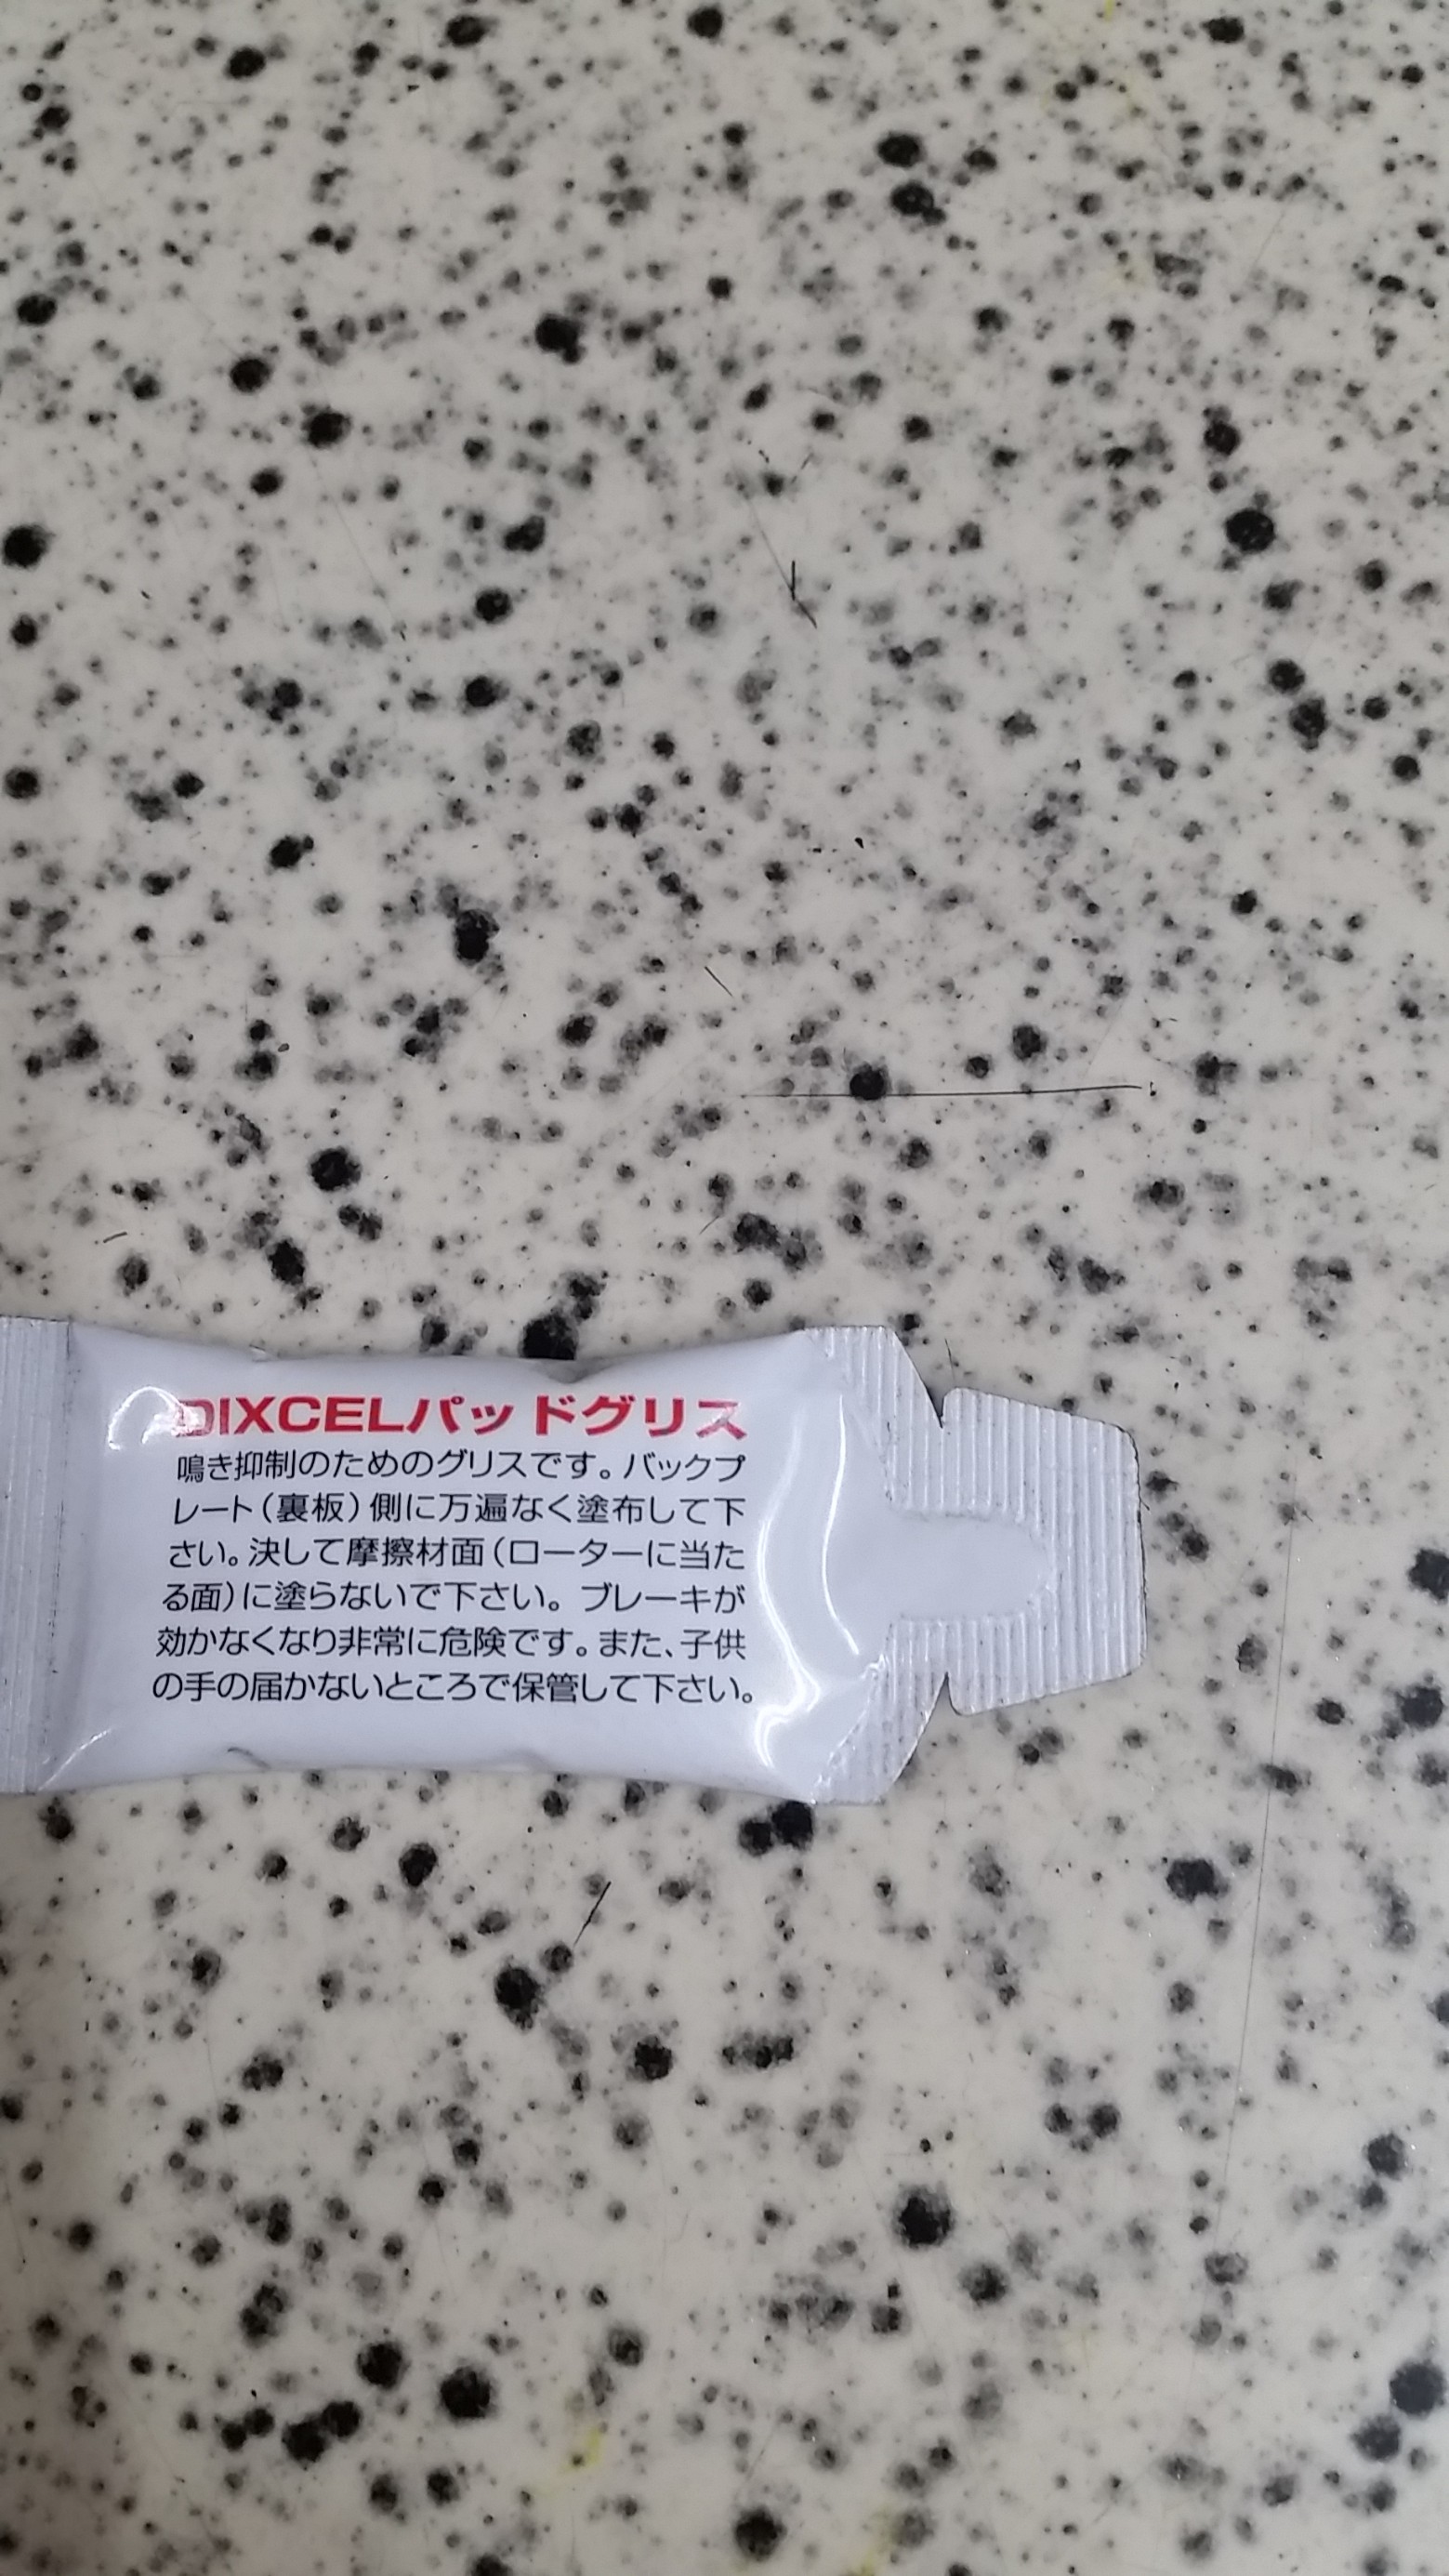 DIXCELパッドグリス
鳴き抑制のためのグリスです。バックプ
レート(裏板)側に万遍なく塗布して下
さい。決して摩擦材面(ローターに当た
る面)に塗らないで下さい。ブレーキが
効かなくなり非常に危険です。また、子供
の手の届かないところで保管して下さい。